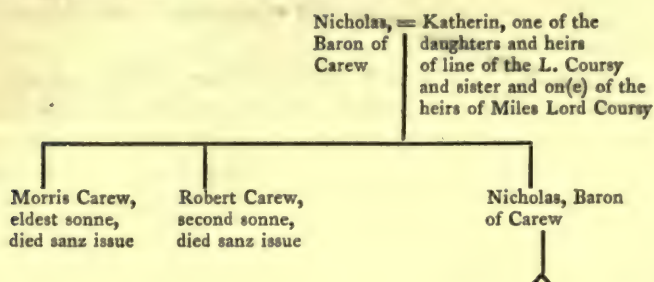 Nicholas, = Katherin, one of the
Baron of daughters and heirs
Carew of line of the L. Coursy
and sister and on(e) of the
heirs of Miles Lord Coursy
Morris Carew,
eldest sonne,
died sanz issue
Robert Carew,
second sonne,
died sanz issue
Nicholas, Baron
of Carew